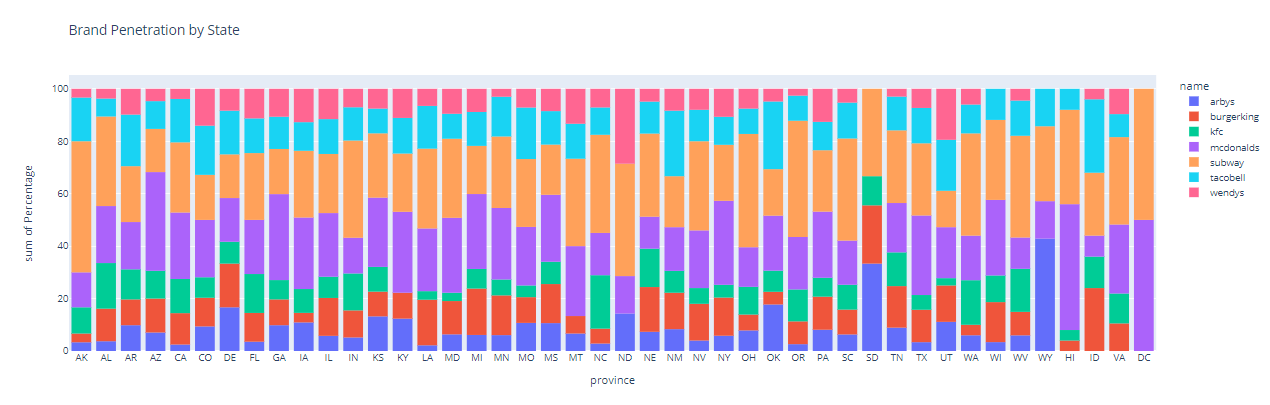 Brand Penetration by State
name
arbys
burgerking
kfc
mcdonalds
subway
tacobell
wendys
sum of Percentage
100
80
60
40
20
0
AK AL AR AZ CA CO DE FL GA IA IL IN KS KY LA MD MI MN MO MS MT NC ND NE NM NV NY OH OK OR PA SC SD TN TX UT WA WI WV WY HI ID VA DC
province